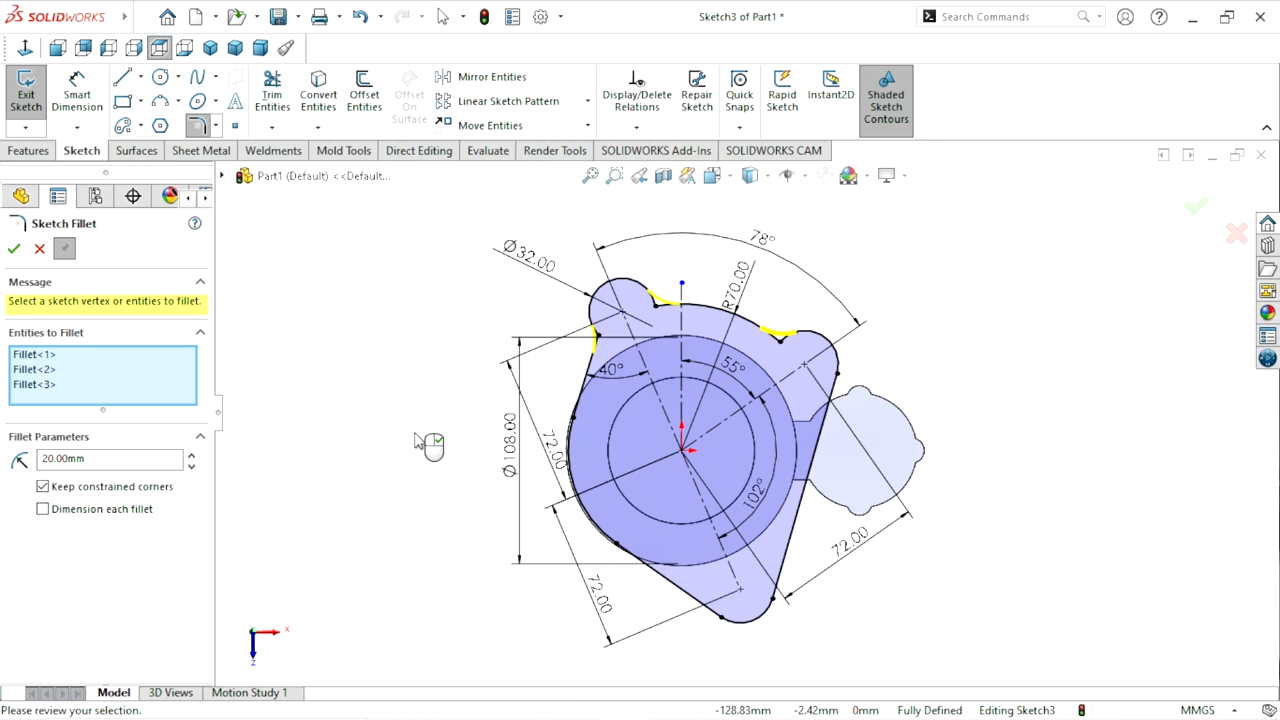 SOLIDWORKS
Sketch3 of Part1 *
Search Commands
Exit Sketch
Smart Dimension
Trim Entities
Convert Entities
Offset Entities
Offset On Surface
Mirror Entities
Linear Sketch Pattern
Move Entities
Display/Delete Relations
Repair Sketch
Quick Snaps
Rapid Sketch
Instant2D
Shaded Sketch Contours
Features
Sketch
Surfaces
Sheet Metal
Weldments
Mold Tools
Direct Editing
Evaluate
Render Tools
SOLIDWORKS Add-Ins
SOLIDWORKS CAM
Part1 (Default) <<Default...
Sketch Fillet
Message
Select a sketch vertex or entities to fillet.
Entities to Fillet
Fillet<1>
Fillet<2>
Fillet<3>
Fillet Parameters
20.00mm
Keep constrained corners
Dimension each fillet
78°
Ø32.00
R70.00
55°
40°
Ø108.00
72.00
102°
72.00
72.00
x
z
Model
3D Views
Motion Study 1
Please review your selection.
-128.83mm
-2.42mm
0mm
Fully Defined
Editing Sketch3
MMGS